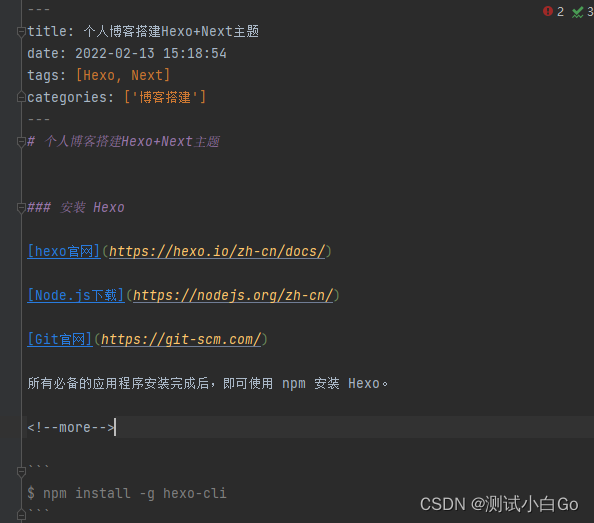 ---
2 3
title: 个人博客搭建Hexo+Next主题
date: 2022-02-13 15:18:54
tags: [Hexo, Next]
categories: ['博客搭建']
---
# 个人博客搭建Hexo+Next主题
### 安装 Hexo
[hexo官网](https://hexo.io/zh-cn/docs/)
[Node.js下载](https://nodejs.org/zh-cn/)
[Git官网](https://git-scm.com/)
所有必备的应用程序安装完成后，即可使用 npm 安装 Hexo。
<!--more-->
```
$ npm install -g hexo-cli
```
CSDN @测试小白Go